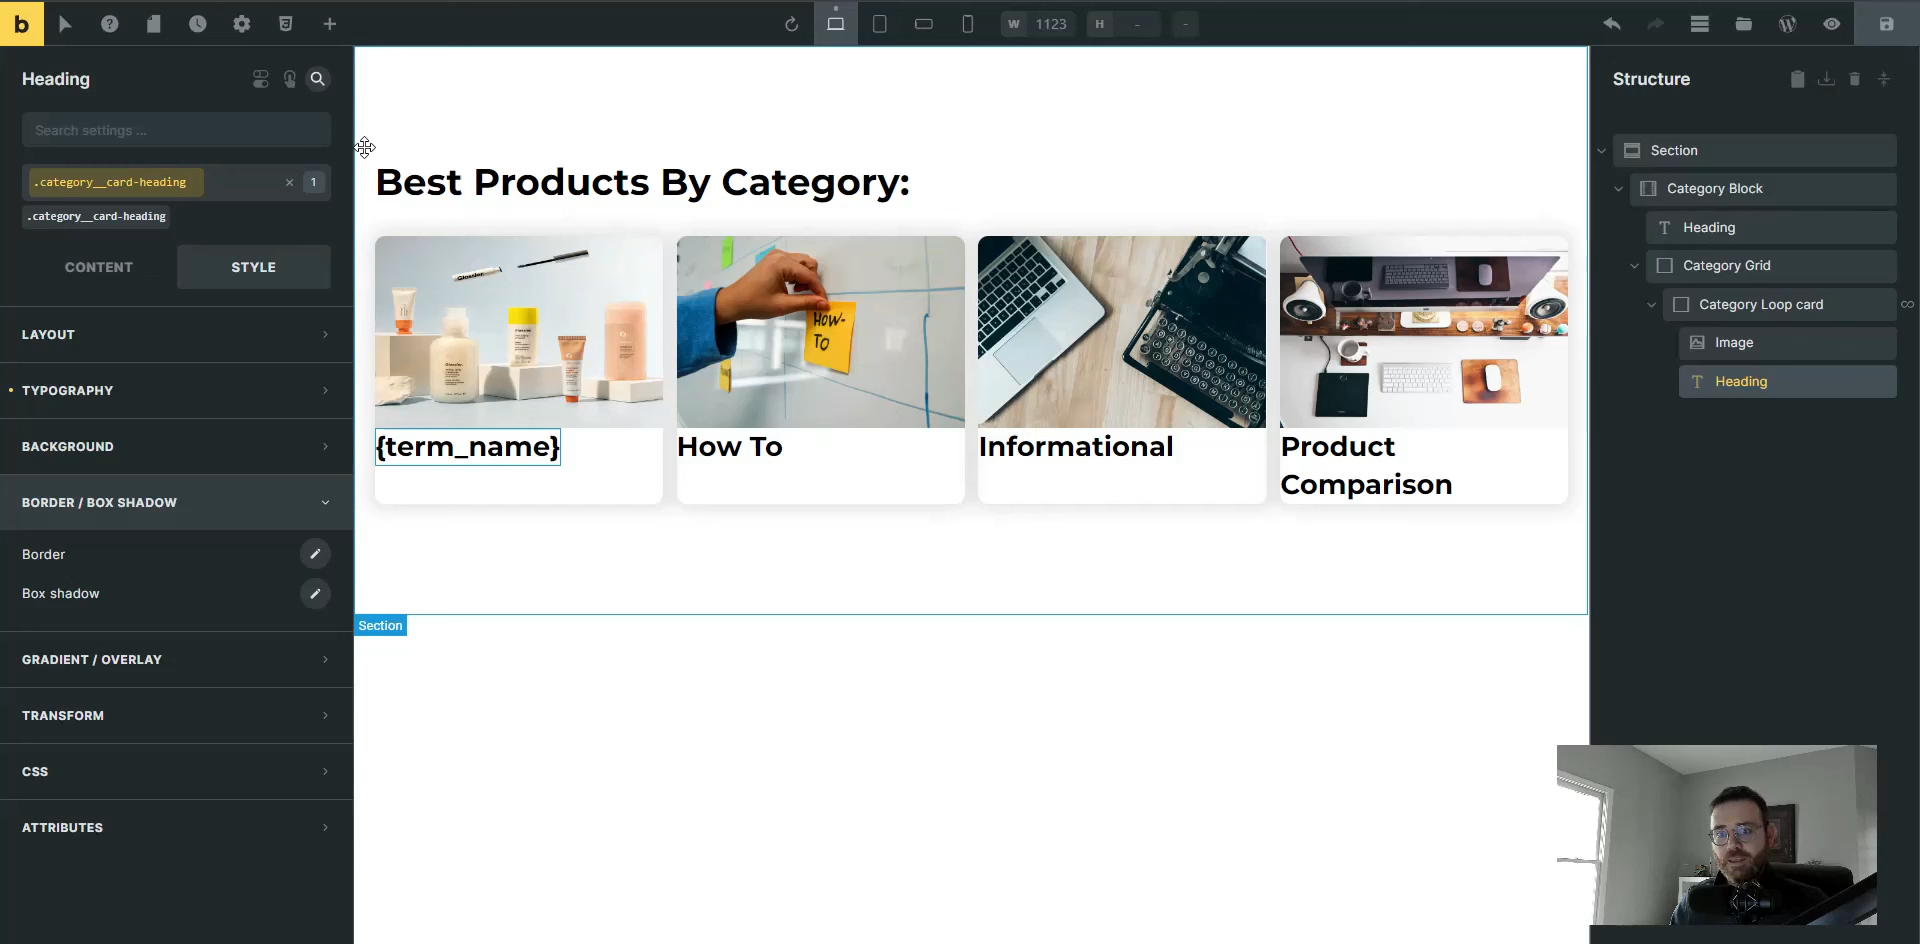 b
W 1123 H - -
Heading
Search settings ...
.category__card-heading × 1
.category__card-heading
CONTENT STYLE
LAYOUT
TYPOGRAPHY
BACKGROUND
BORDER / BOX SHADOW
Border
Box shadow
GRADIENT / OVERLAY
TRANSFORM
CSS
ATTRIBUTES
Best Products By Category:
Glossier.
HOW-
TO
{term_name} How To Informational Product
Comparison
Section
Structure
Section
Category Block
Heading
Category Grid
Category Loop card
Image
Heading